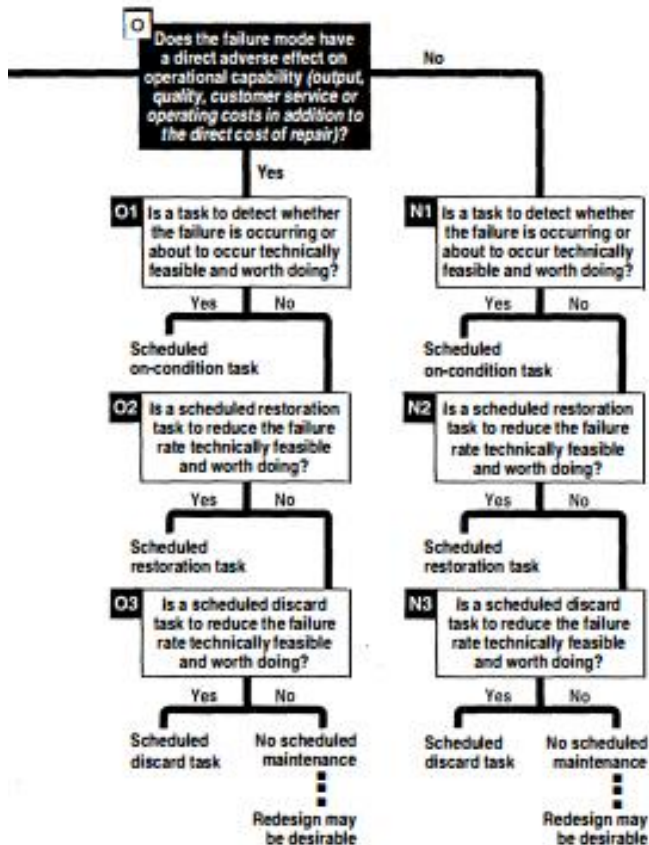 O
Does the failure mode have
a direct adverse effect on
operational capability (output,
quality, customer service or
operating costs in addition to
the direct cost of repair)?
No
Yes
O1
Is a task to detect whether
the failure is occurring or
about to occur technically
feasible and worth doing?
Yes No
Scheduled
on-condition task
O2
Is a scheduled restoration
task to reduce the failure
rate technically feasible
and worth doing?
Yes No
Scheduled
restoration task
O3
Is a scheduled discard
task to reduce the failure
rate technically feasible
and worth doing?
Yes No
Scheduled
discard task
No scheduled
maintenance
Redesign may
be desirable
N1
Is a task to detect whether
the failure is occurring or
about to occur technically
feasible and worth doing?
Yes No
Scheduled
on-condition task
N2
Is a scheduled restoration
task to reduce the failure
rate technically feasible
and worth doing?
Yes No
Scheduled
restoration task
N3
Is a scheduled discard
task to reduce the failure
rate technically feasible
and worth doing?
Yes No
Scheduled
discard task
No scheduled
maintenance
Redesign may
be desirable